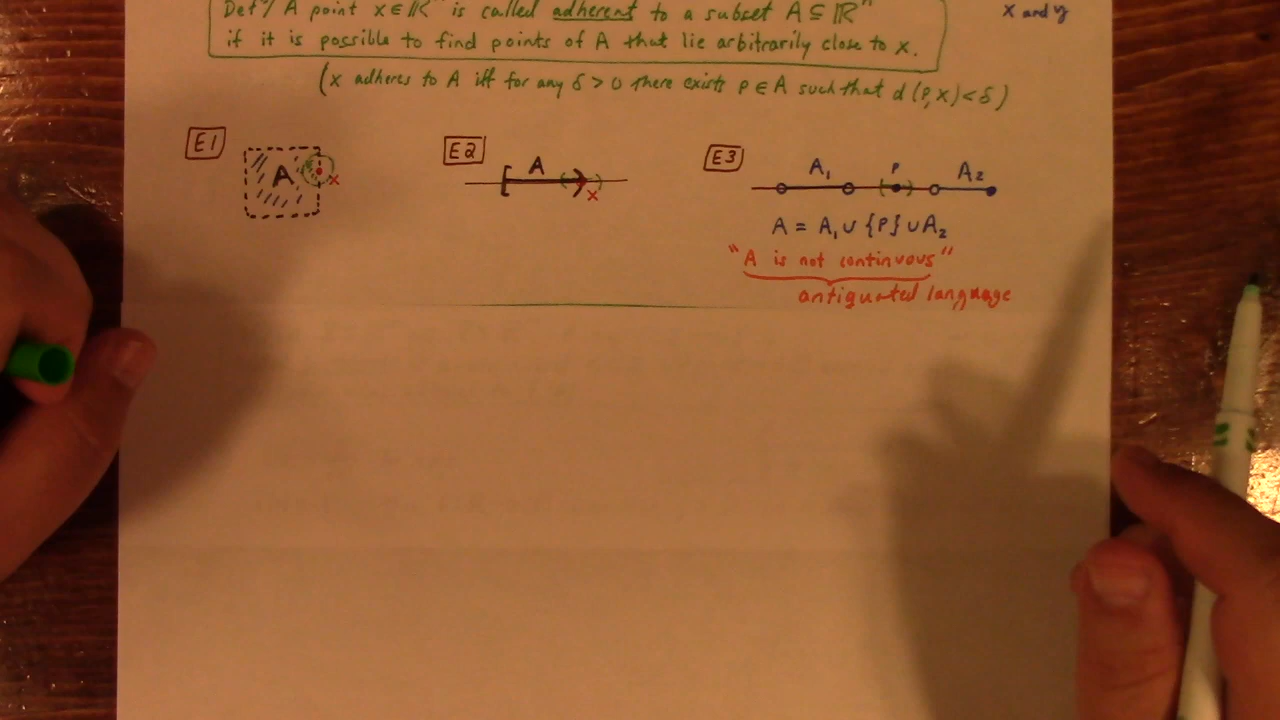 Defⁿ/ A point x ∈ ℝⁿ is called adherent to a subset A ⊆ ℝⁿ
if it is possible to find points of A that lie arbitrarily close to x.
x and y
(x adheres to A iff for any δ > 0 there exists p ∈ A such that d(p,x) < δ)
E1
A
x
E2
A
x
E3
A₁ P A₂
A = A₁ ∪ {P} ∪ A₂
"A is not continuous"
antiquated language